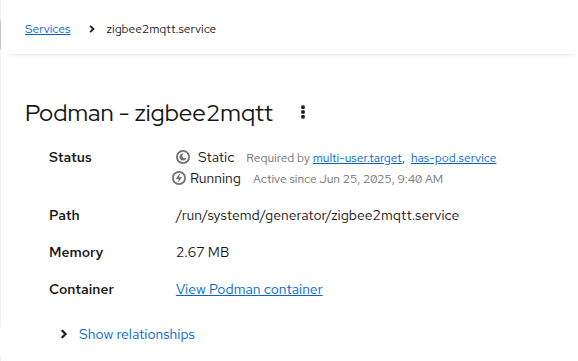 Services > zigbee2mqtt.service
Podman - zigbee2mqtt
Status Static Required by multi-user.target, has-pod.service
Running Active since Jun 25, 2025, 9:40 AM
Path /run/systemd/generator/zigbee2mqtt.service
Memory 2.67 MB
Container View Podman container
Show relationships